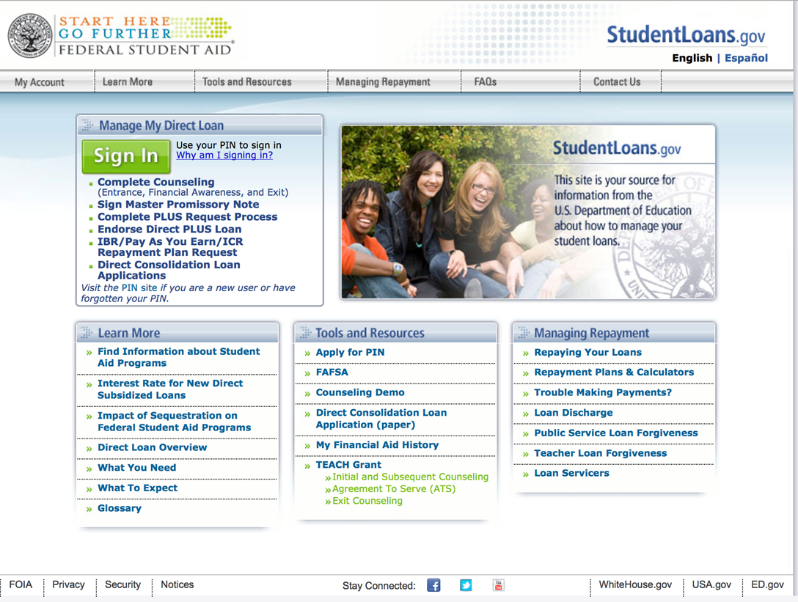 START HERE
GO FURTHER
FEDERAL STUDENT AID
StudentLoans.gov
English | Español
My Account
Learn More
Tools and Resources
Managing Repayment
FAQs
Contact Us
Manage My Direct Loan
Sign In
Use your PIN to sign in
Why am I signing in?
Complete Counseling
(Entrance, Financial Awareness, and Exit)
Sign Master Promissory Note
Complete PLUS Request Process
Endorse Direct PLUS Loan
IBR/Pay As You Earn/ICR
Repayment Plan Request
Direct Consolidation Loan
Applications
Visit the PIN site if you are a new user or have
forgotten your PIN.
StudentLoans.gov
This site is your source for
information from the
U.S. Department of Education
about how to manage your
student loans.
Learn More
Find Information about Student
Aid Programs
Interest Rate for New Direct
Subsidized Loans
Impact of Sequestration on
Federal Student Aid Programs
Direct Loan Overview
What You Need
What To Expect
Glossary
Tools and Resources
Apply for PIN
FAFSA
Counseling Demo
Direct Consolidation Loan
Application (paper)
My Financial Aid History
TEACH Grant
Initial and Subsequent Counseling
Agreement To Serve (ATS)
Exit Counseling
Managing Repayment
Repaying Your Loans
Repayment Plans & Calculators
Trouble Making Payments?
Loan Discharge
Public Service Loan Forgiveness
Teacher Loan Forgiveness
Loan Servicers
FOIA
Privacy
Security
Notices
Stay Connected:
WhiteHouse.gov
USA.gov
ED.gov